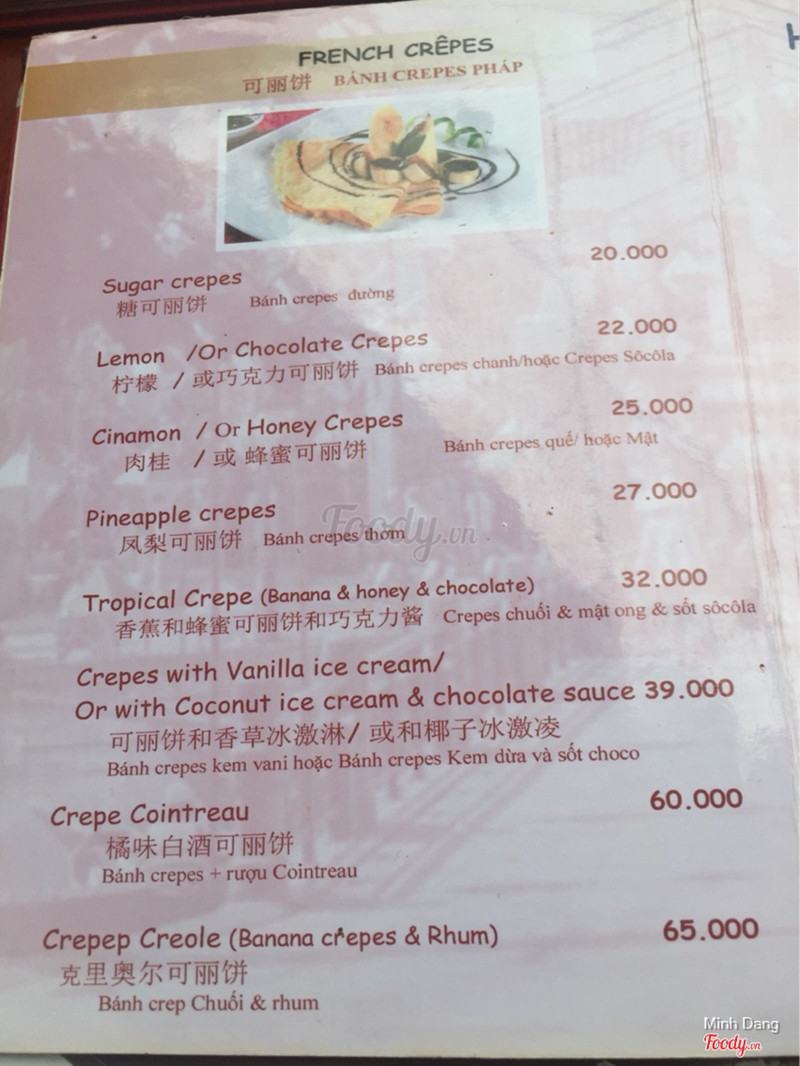 FRENCH CRÊPES
可丽饼 BÁNH CREPES PHÁP
Sugar crepes 20.000
糖可丽饼 Bánh crepes đường
Lemon /Or Chocolate Crepes 22.000
柠檬 / 或巧克力可丽饼 Bánh crepes chanh/hoặc Crepes Sôcôla
Cinamon / Or Honey Crepes 25.000
肉桂 / 或 蜂蜜可丽饼 Bánh crepes quế/ hoặc Mật
Pineapple crepes 27.000
凤梨可丽饼 Bánh crepes thơm
Foody.vn
Tropical Crepe (Banana & honey & chocolate) 32.000
香蕉和蜂蜜可丽饼和巧克力酱 Crepes chuối & mật ong & sốt sôcôla
Crepes with Vanilla ice cream/
Or with Coconut ice cream & chocolate sauce 39.000
可丽饼和香草冰激淋/ 或和椰子冰激凌
Bánh crepes kem vani hoặc Bánh crepes Kem dừa và sốt choco
Crepe Cointreau 60.000
橘味白酒可丽饼
Bánh crepes + rượu Cointreau
Crepep Creole (Banana crepes & Rhum) 65.000
克里奥尔可丽饼
Bánh crep Chuối & rhum
Minh Dang
Foody.vn